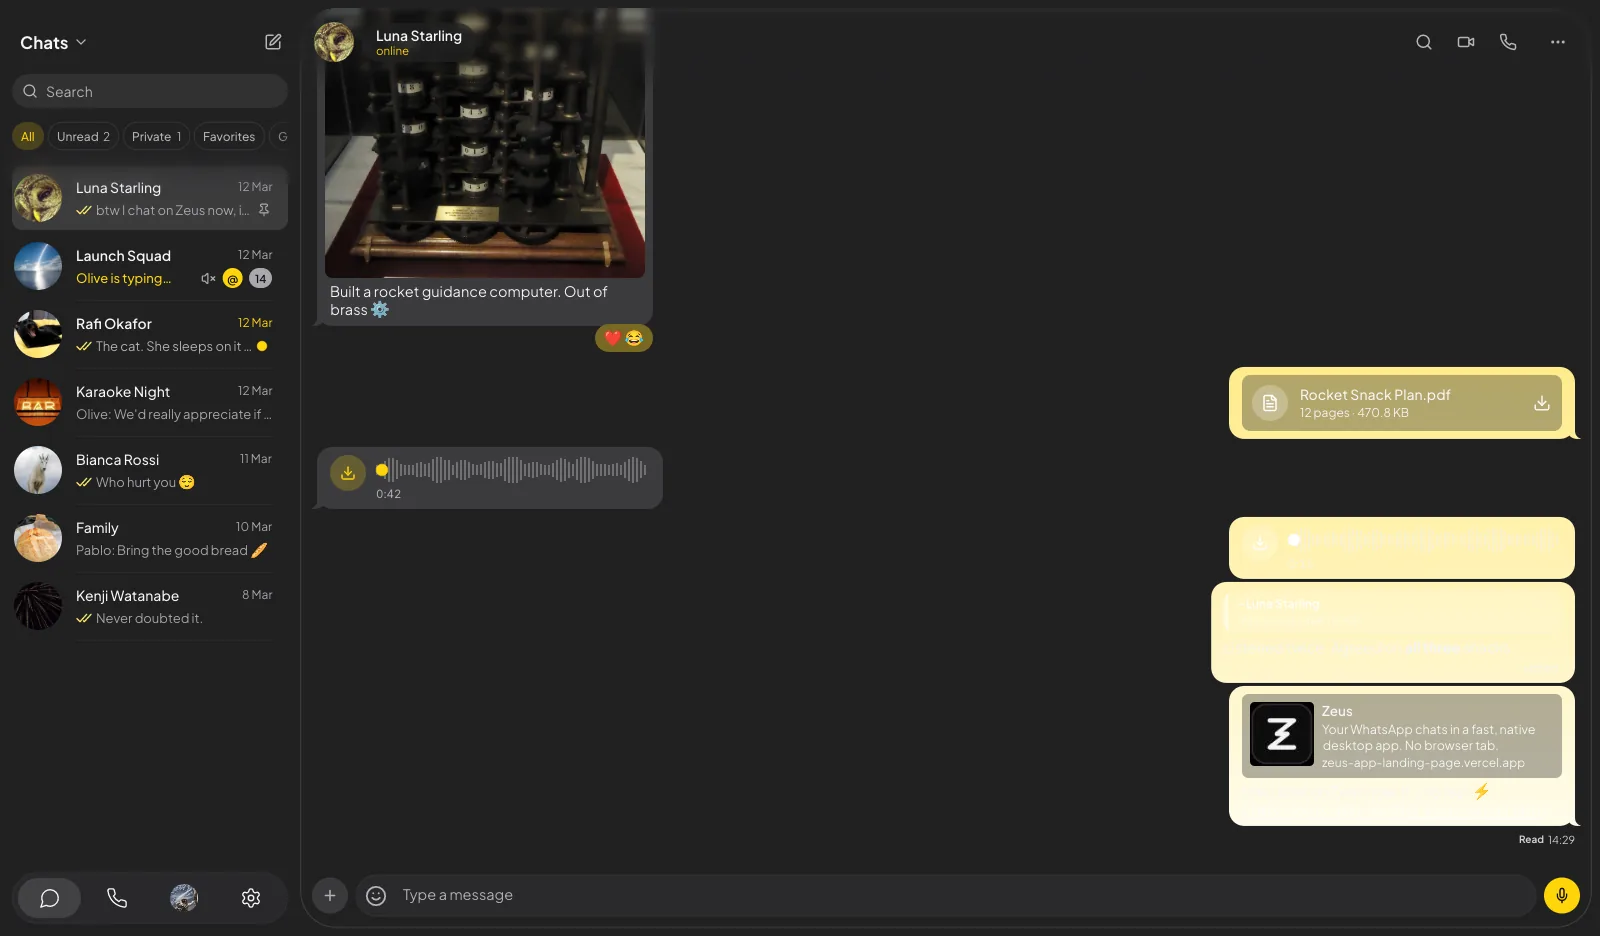 Chats
Search
All
Unread 2
Private 1
Favorites
G
Luna Starling
12 Mar
btw I chat on Zeus now, i...
Launch Squad
12 Mar
Olive is typing...
@
14
Rafi Okafor
12 Mar
The cat. She sleeps on it ...
Karaoke Night
12 Mar
Olive: We'd really appreciate if ...
BAR
Bianca Rossi
11 Mar
Who hurt you 😌
Family
10 Mar
Pablo: Bring the good bread 🥖
Kenji Watanabe
8 Mar
Never doubted it.
Luna Starling
online
Built a rocket guidance computer. Out of
brass ⚙️
❤️ 😂
Rocket Snack Plan.pdf
12 pages · 470.8 KB
0:42
Luna Starling
Zeus
Your WhatsApp chats in a fast, native
desktop app. No browser tab.
zeus-app-landing-page.vercel.app
⚡
Read 14:29
Type a message